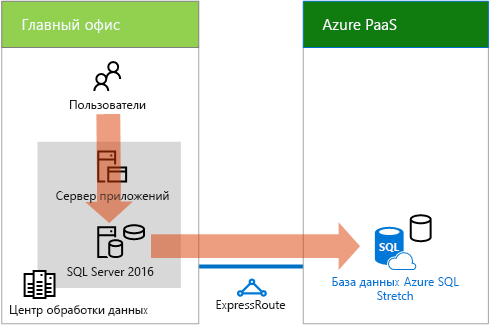 Главный офис
Azure PaaS
Пользователи
Сервер приложений
SQL Server 2016
SQL
База данных Azure SQL
Stretch
ExpressRoute
Центр обработки данных